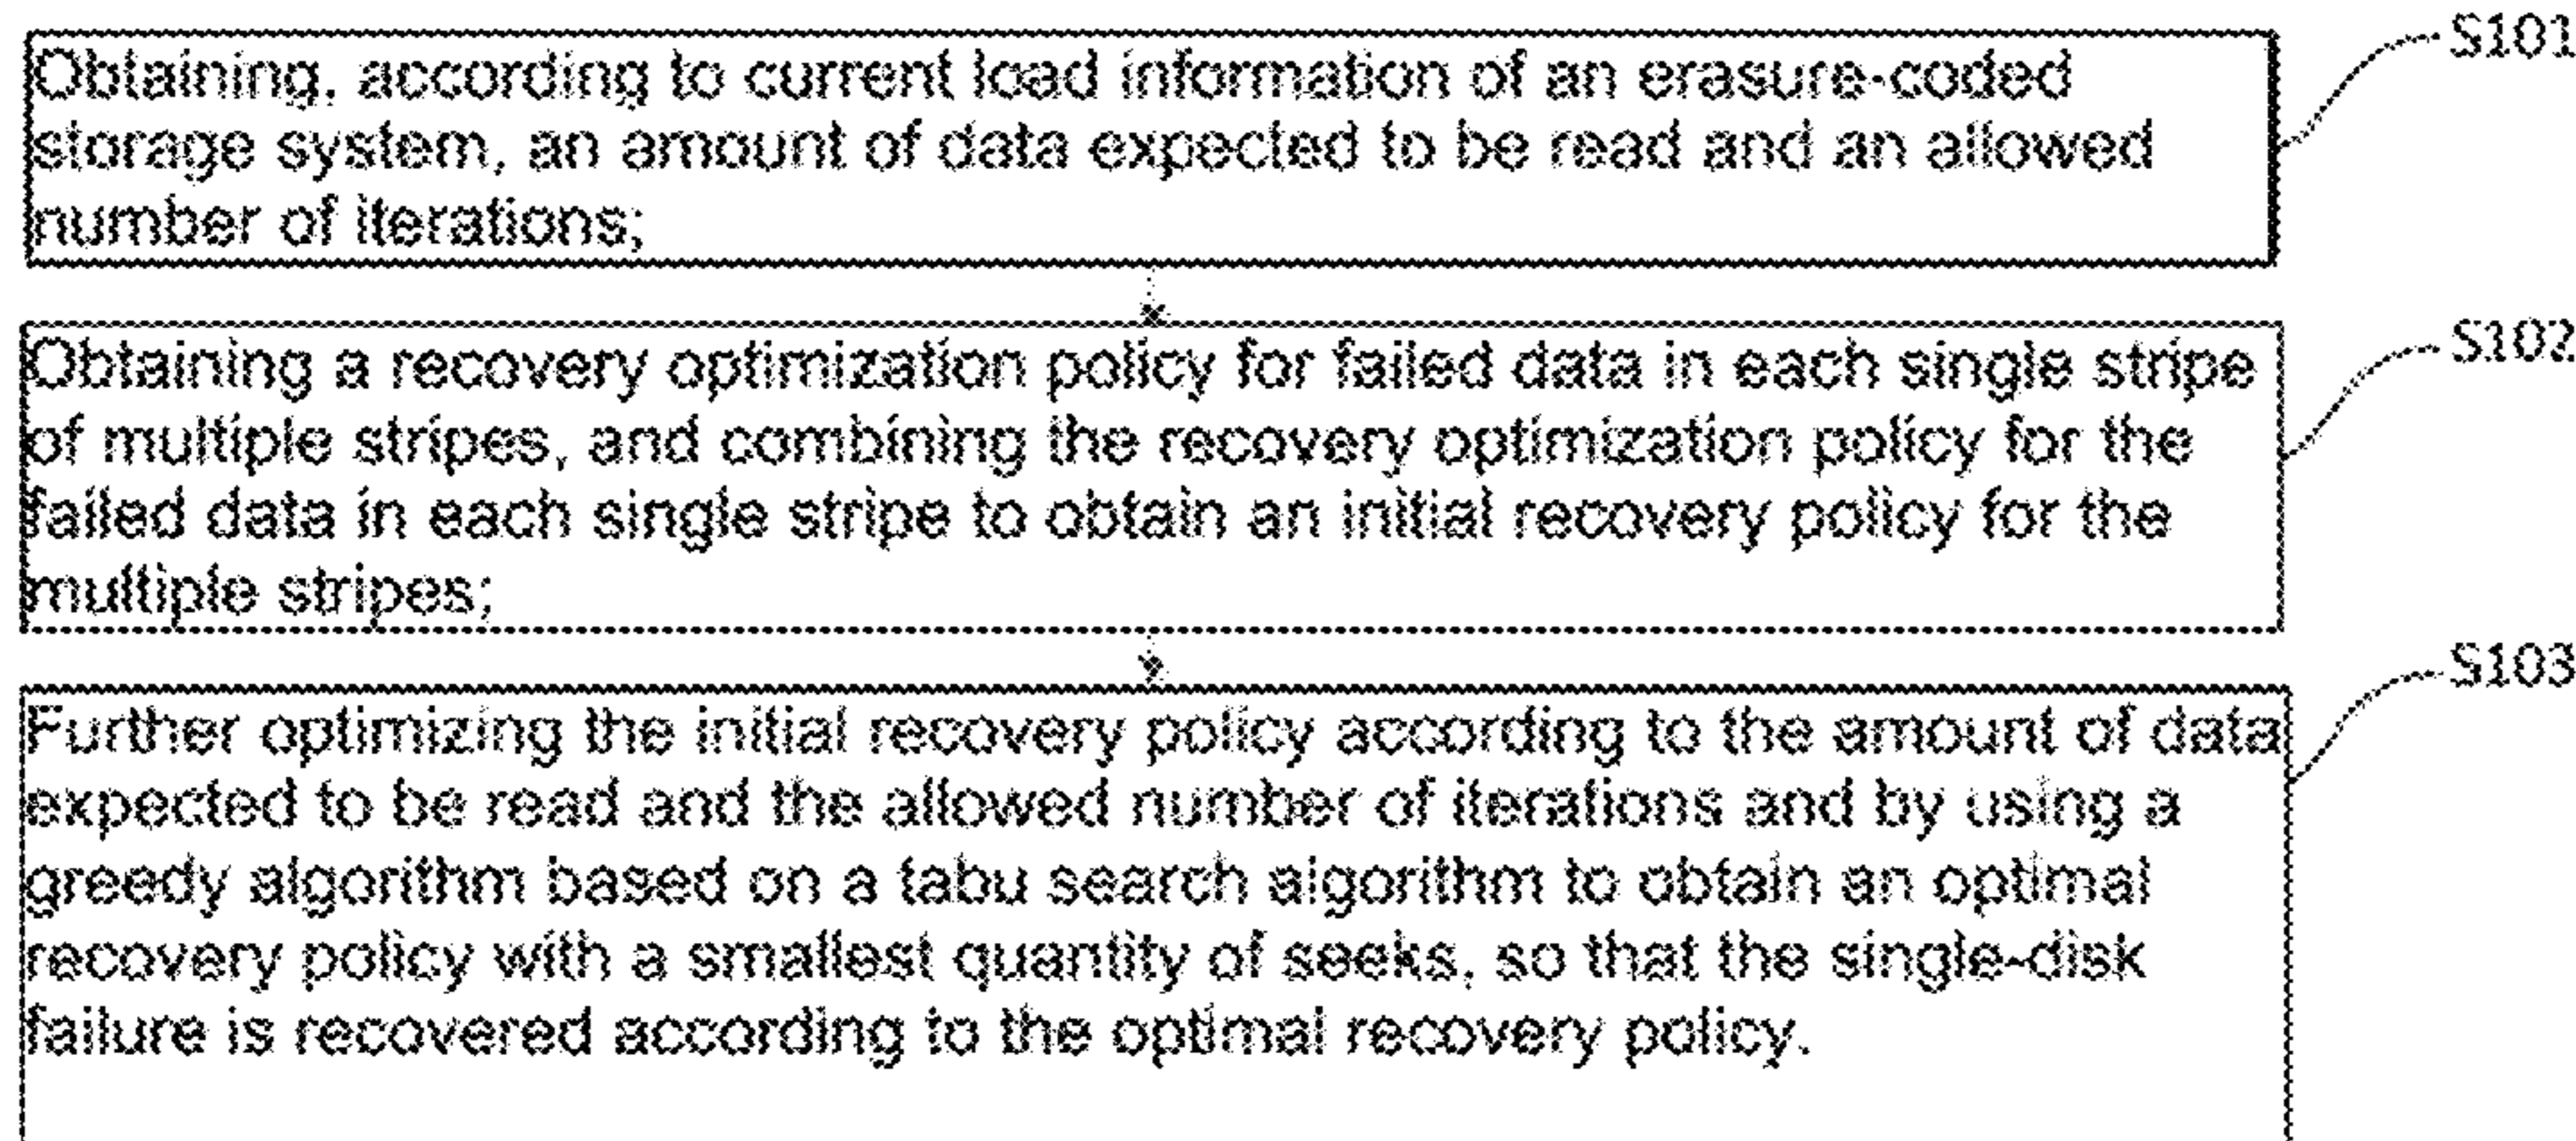 Obtaining, according to current load information of an erasure-coded
S101
storage system, an amount of data expected to be read and an allowed
number of iterations;
Obtaining a recovery optimization policy for failed data in each single stripe
S102
of multiple stripes, and combining the recovery optimization policy for the
failed data in each single stripe to obtain an initial recovery policy for the
multiple stripes;
S103
Further optimizing the initial recovery policy according to the amount of data
expected to be read and the allowed number of iterations and by using a
greedy algorithm based on a tabu search algorithm to obtain an optimal
recovery policy with a smallest quantity of seeks, so that the single-disk
failure is recovered according to the optimal recovery policy.